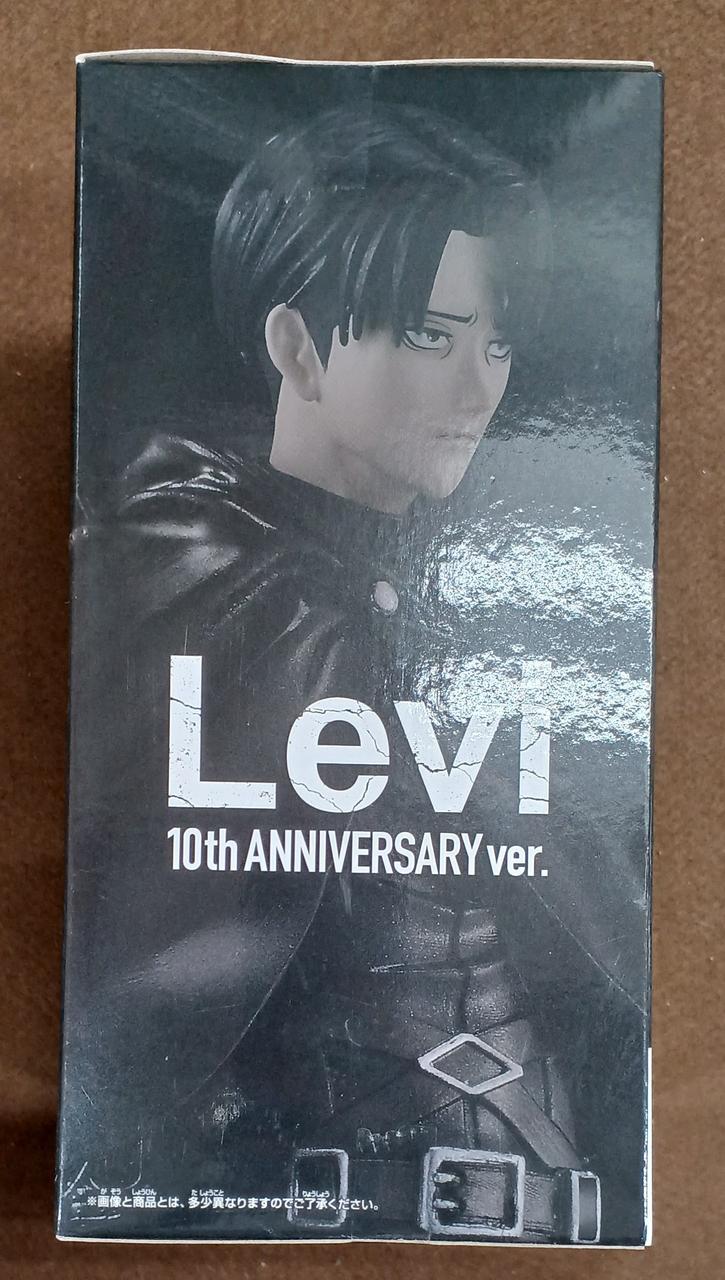 Levi
10th ANNIVERSARY ver.
※画像と商品とは、多少異なりますのでご了承ください。